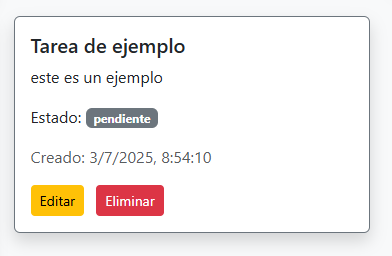 Tarea de ejemplo
este es un ejemplo
Estado: pendiente
Creado: 3/7/2025, 8:54:10
Editar Eliminar